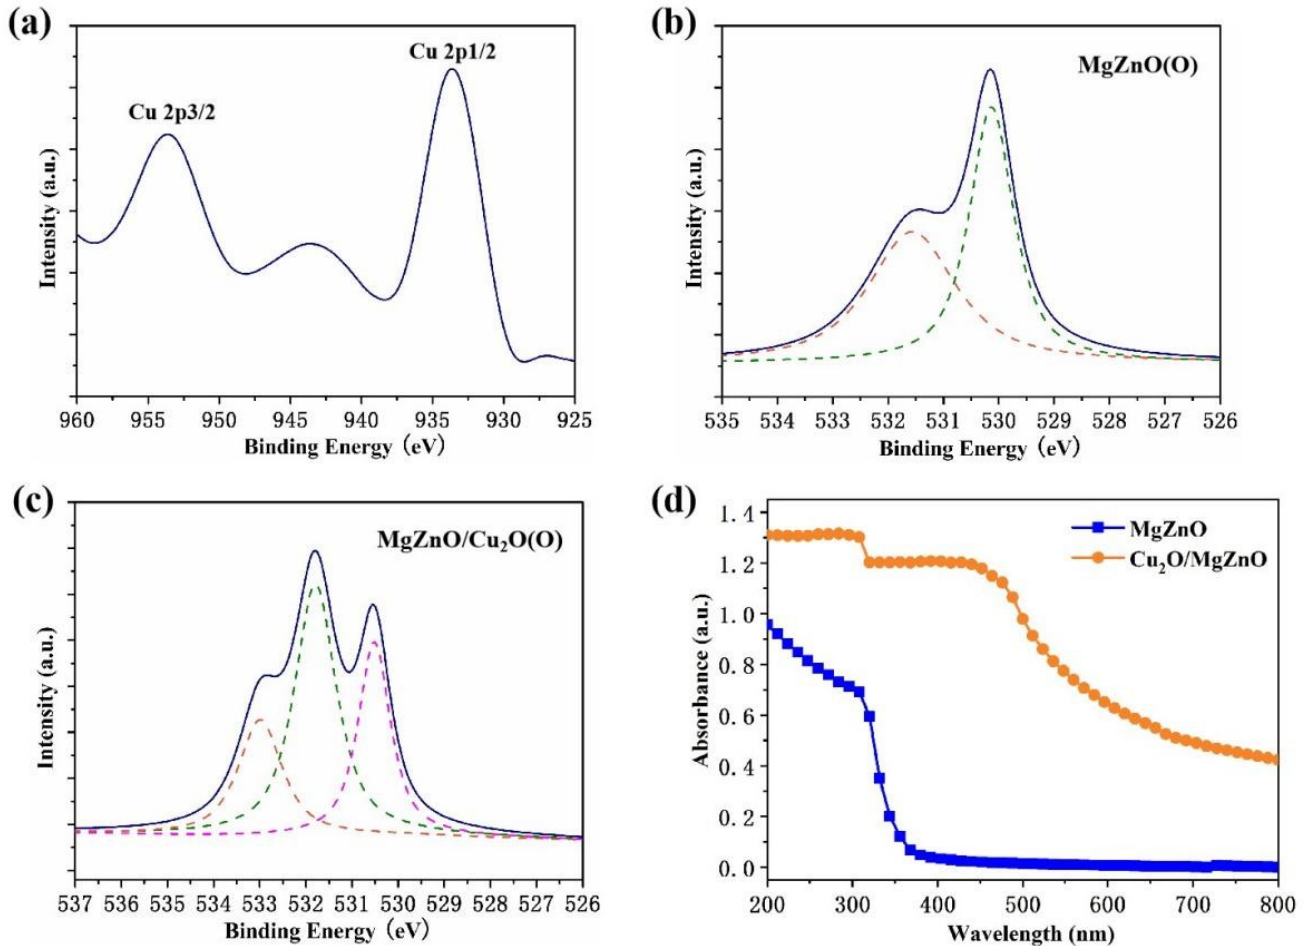 (a)
Cu 2p1/2
Cu 2p3/2
Intensity (a.u.)
960 955 950 945 940 935 930 925
Binding Energy (eV)
(b)
MgZnO(O)
Intensity (a.u.)
535 534 533 532 531 530 529 528 527 526
Binding Energy (eV)
(c)
MgZnO/Cu₂O(O)
Intensity (a.u.)
537 536 535 534 533 532 531 530 529 528 527 526
Binding Energy (eV)
(d)
MgZnO
Cu₂O/MgZnO
Absorbance (a.u.)
1.4
1.2
1.0
0.8
0.6
0.4
0.2
0.0
200 300 400 500 600 700 800
Wavelength (nm)